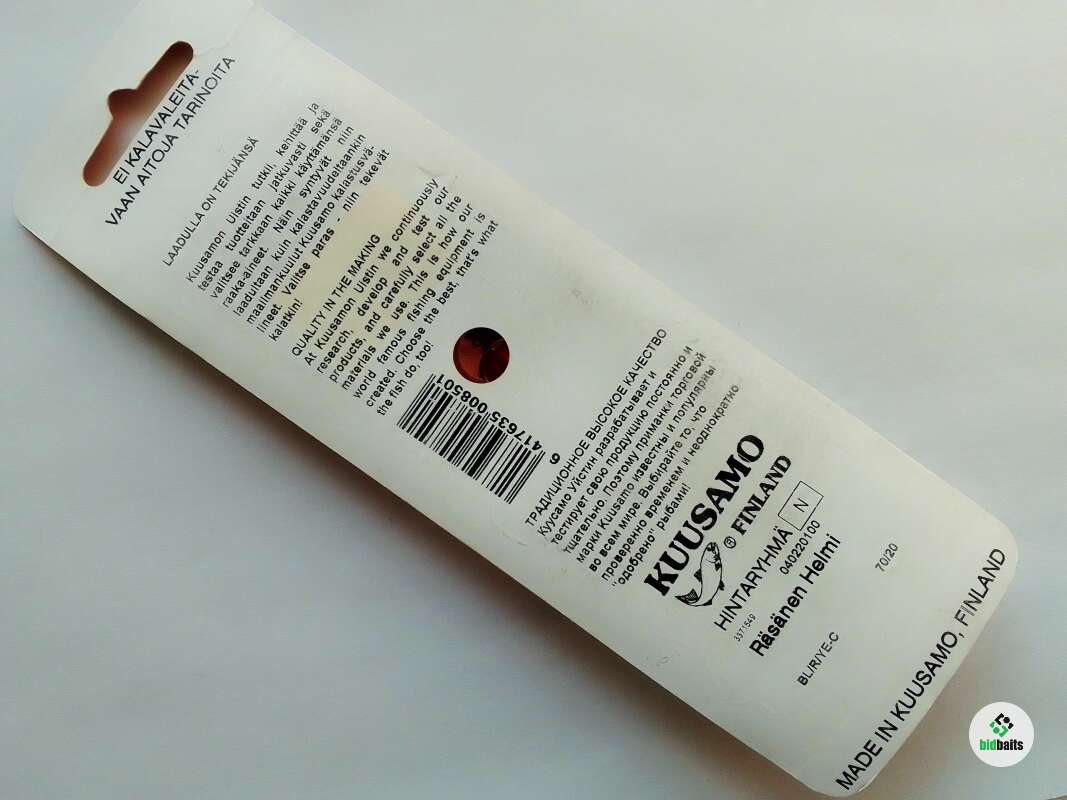 EI KALAVALEITA-
VAAN AITOJA TARINOITA
LAADULLA ON TEKIJÄNSÄ
Kuusamon Uistin tutkii, kehittää ja
testaa tuotteitaan jatkuvasti sekä
valitsee tarkkaan kaikki käyttämänsä
raaka-aineet. Näin syntyvät niin
laaduitaan kuin kalastavuudeltaankin
maailmankuulut Kuusamo kalastusvä-
lineet. Valitse paras - niin tekevät
kalatkin!
QUALITY IN THE MAKING
At Kuusamon Uistin we continuously
research, develop and test our
products, and carefully select all the
materials we use. This is how our
world famous fishing equipment is
created. Choose the best, that's what
the fish do, too!
6 417635 008501
ТРАДИЦИОННОЕ ВЫСОКОЕ КАЧЕСТВО
Куусамо Уйстин разрабатывает и
тестирует свою продукцию постоянно и
тщательно. Поэтому приманки торговой
марки Kuusamo известны и популярны
во всем мире. Выбирайте то, что
проверенно временем и неоднократно
"одобрено" рыбами!
KUUSAMO
® FINLAND
HINTARYHMÄ N
3371549 040220100
Räsänen Helmi
70/20
BL/R/YE-C
MADE IN KUUSAMO, FINLAND
bidbaits